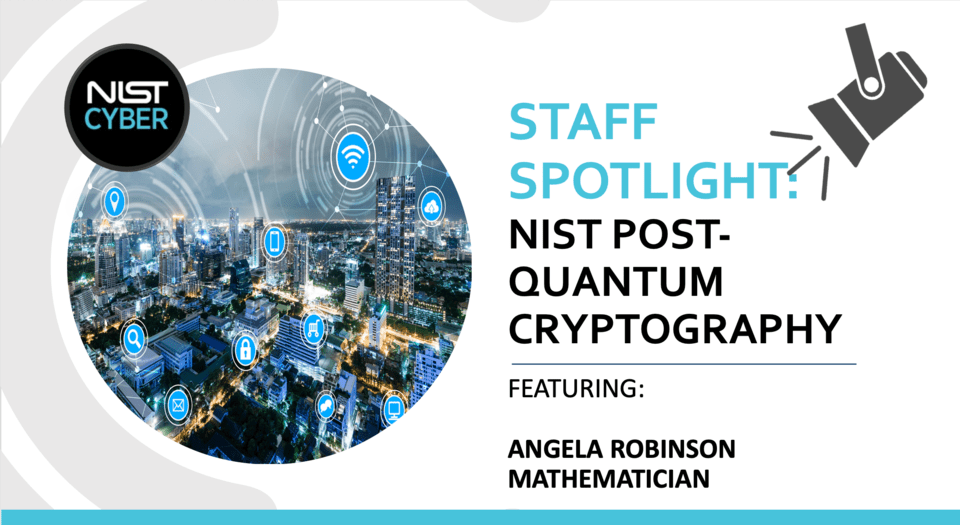 NIST
CYBER
STAFF
SPOTLIGHT:
NIST POST-
QUANTUM
CRYPTOGRAPHY
FEATURING:
ANGELA ROBINSON
MATHEMATICIAN